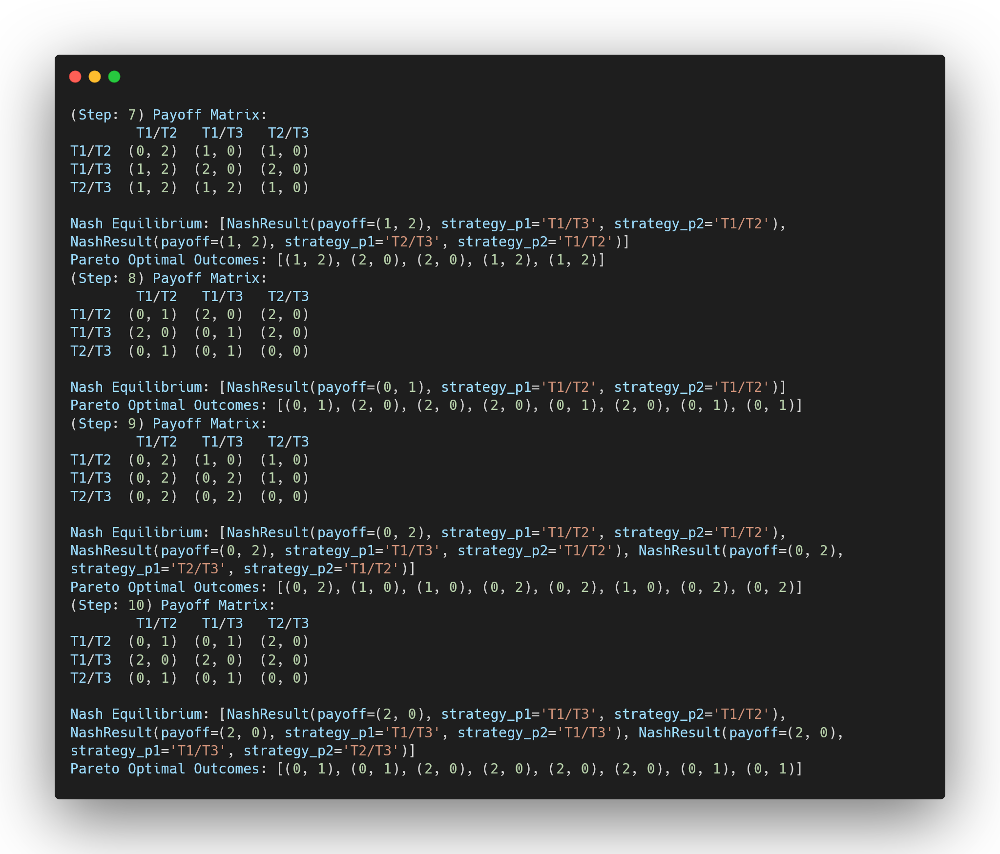 (Step: 7) Payoff Matrix:
        T1/T2   T1/T3   T2/T3
T1/T2  (0, 2)  (1, 0)  (1, 0)
T1/T3  (1, 2)  (2, 0)  (2, 0)
T2/T3  (1, 2)  (1, 2)  (1, 0)
Nash Equilibrium: [NashResult(payoff=(1, 2), strategy_p1='T1/T3', strategy_p2='T1/T2'),
NashResult(payoff=(1, 2), strategy_p1='T2/T3', strategy_p2='T1/T2')]
Pareto Optimal Outcomes: [(1, 2), (2, 0), (2, 0), (1, 2), (1, 2)]
(Step: 8) Payoff Matrix:
        T1/T2   T1/T3   T2/T3
T1/T2  (0, 1)  (2, 0)  (2, 0)
T1/T3  (2, 0)  (0, 1)  (2, 0)
T2/T3  (0, 1)  (0, 1)  (0, 0)
Nash Equilibrium: [NashResult(payoff=(0, 1), strategy_p1='T1/T2', strategy_p2='T1/T2')]
Pareto Optimal Outcomes: [(0, 1), (2, 0), (2, 0), (2, 0), (0, 1), (2, 0), (0, 1), (0, 1)]
(Step: 9) Payoff Matrix:
        T1/T2   T1/T3   T2/T3
T1/T2  (0, 2)  (1, 0)  (1, 0)
T1/T3  (0, 2)  (0, 2)  (1, 0)
T2/T3  (0, 2)  (0, 2)  (0, 0)
Nash Equilibrium: [NashResult(payoff=(0, 2), strategy_p1='T1/T2', strategy_p2='T1/T2'),
NashResult(payoff=(0, 2), strategy_p1='T1/T3', strategy_p2='T1/T2'), NashResult(payoff=(0, 2),
strategy_p1='T2/T3', strategy_p2='T1/T2')]
Pareto Optimal Outcomes: [(0, 2), (1, 0), (1, 0), (0, 2), (0, 2), (1, 0), (0, 2), (0, 2)]
(Step: 10) Payoff Matrix:
        T1/T2   T1/T3   T2/T3
T1/T2  (0, 1)  (0, 1)  (2, 0)
T1/T3  (2, 0)  (2, 0)  (2, 0)
T2/T3  (0, 1)  (0, 1)  (0, 0)
Nash Equilibrium: [NashResult(payoff=(2, 0), strategy_p1='T1/T3', strategy_p2='T1/T2'),
NashResult(payoff=(2, 0), strategy_p1='T1/T3', strategy_p2='T1/T3'), NashResult(payoff=(2, 0),
strategy_p1='T1/T3', strategy_p2='T2/T3')]
Pareto Optimal Outcomes: [(0, 1), (0, 1), (2, 0), (2, 0), (2, 0), (2, 0), (0, 1), (0, 1)]